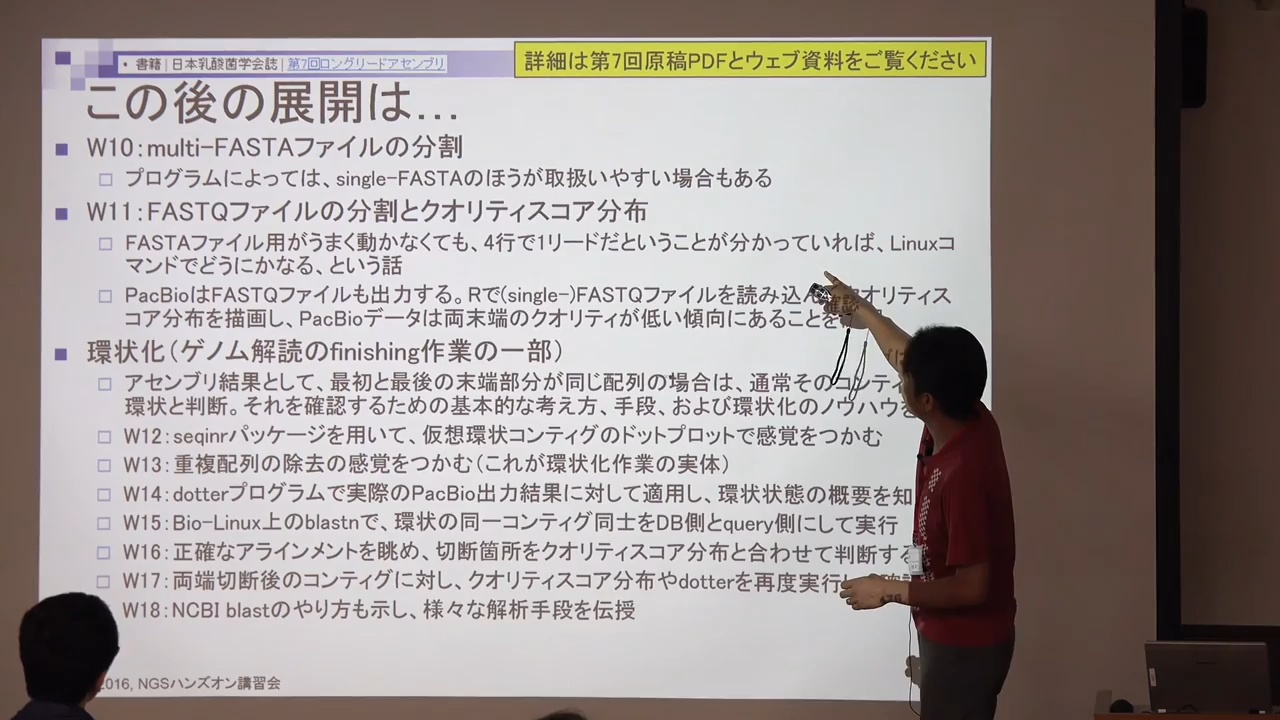 • 書籍 | 日本乳酸菌学会誌 | 第7回ロングリードアセンブリ
詳細は第7回原稿PDFとウェブ資料をご覧ください
この後の展開は…
W10：multi-FASTAファイルの分割
プログラムによっては、single-FASTAのほうが取扱いやすい場合もある
W11：FASTQファイルの分割とクオリティスコア分布
FASTAファイル用がうまく動かなくても、4行で1リードだということが分かっていれば、Linuxコ
マンドでどうにかなる、という話
PacBioはFASTQファイルも出力する。Rで(single-)FASTQファイルを読み込ん オリティス
コア分布を描画し、PacBioデータは両末端のクオリティが低い傾向にあることを
環状化（ゲノム解読のfinishing作業の一部）
アセンブリ結果として、最初と最後の末端部分が同じ配列の場合は、通常そのコンティ
環状と判断。それを確認するための基本的な考え方、手段、および環状化のノウハウを
W12：seqinrパッケージを用いて、仮想環状コンティグのドットプロットで感覚をつかむ
W13：重複配列の除去の感覚をつかむ（これが環状化作業の実体）
W14：dotterプログラムで実際のPacBio出力結果に対して適用し、環状状態の概要を知
W15：Bio-Linux上のblastnで、環状の同一コンティグ同士をDB側とquery側にして実行
W16：正確なアラインメントを眺め、切断箇所をクオリティスコア分布と合わせて判断する
W17：両端切断後のコンティグに対し、クオリティスコア分布やdotterを再度実行
W18：NCBI blastのやり方も示し、様々な解析手段を伝授
2016, NGSハンズオン講習会